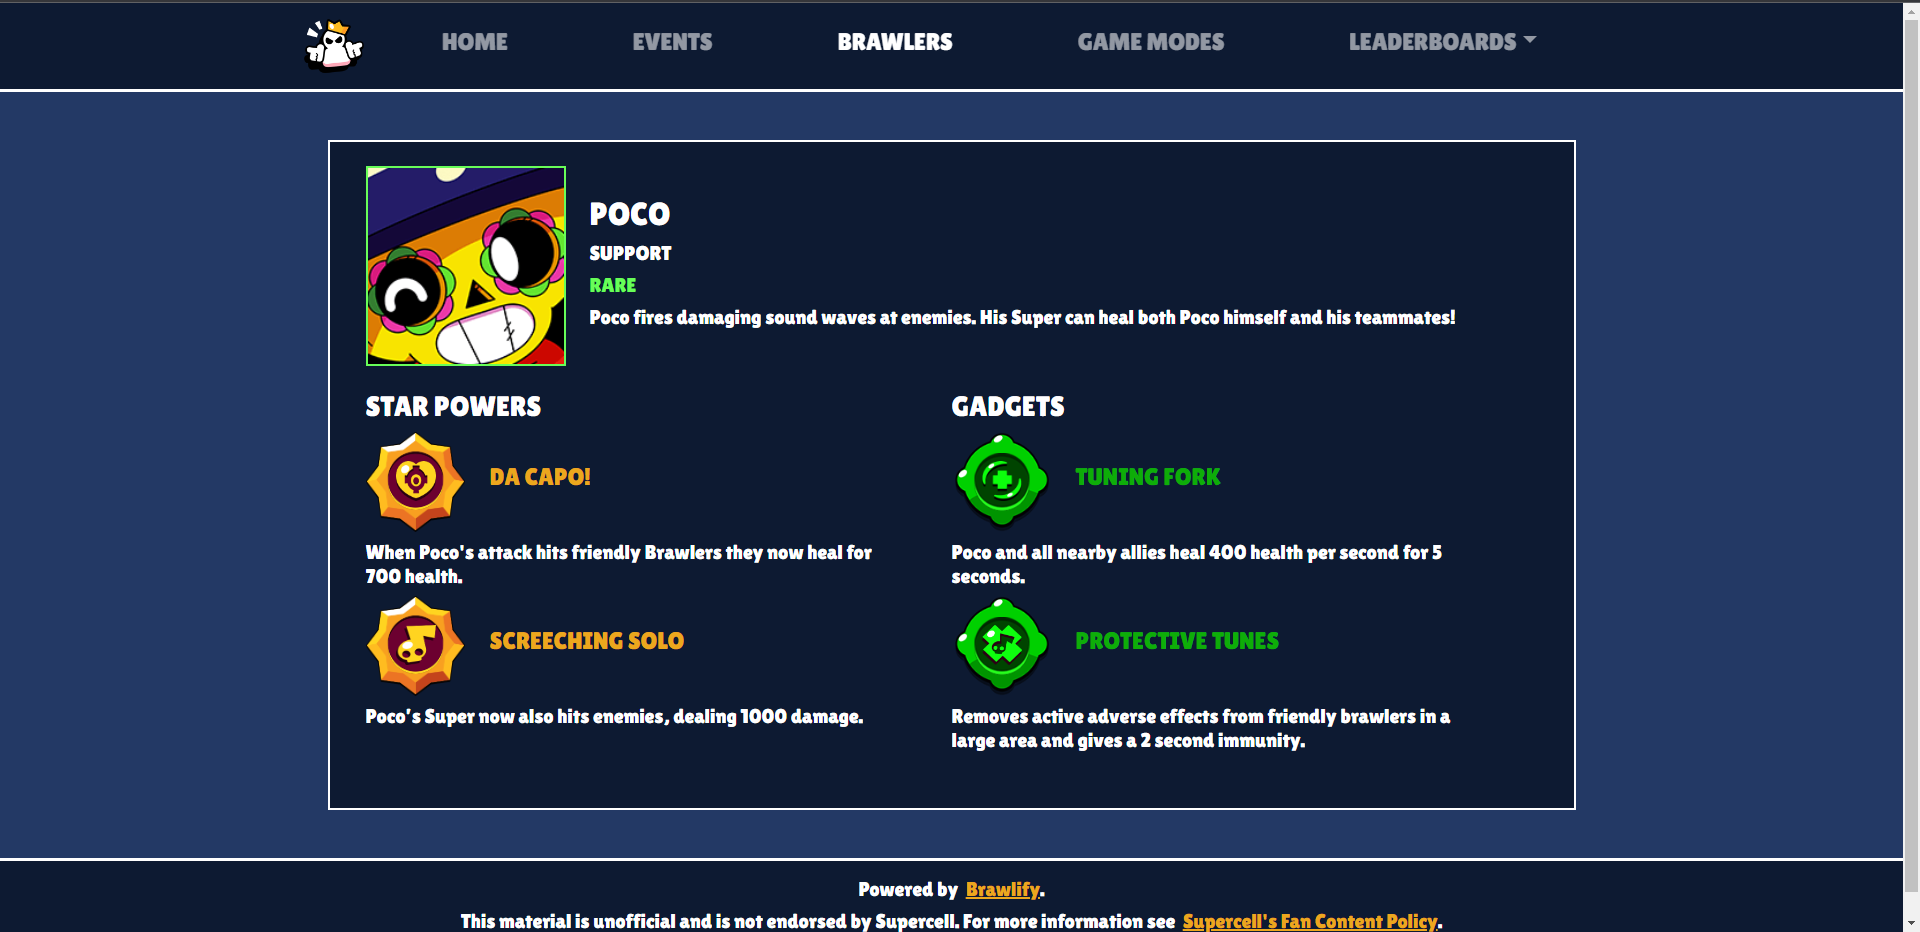 HOME EVENTS BRAWLERS GAME MODES LEADERBOARDS
POCO
SUPPORT
RARE
Poco fires damaging sound waves at enemies. His Super can heal both Poco himself and his teammates!
STAR POWERS
DA CAPO!
When Poco's attack hits friendly Brawlers they now heal for
700 health.
SCREECHING SOLO
Poco's Super now also hits enemies, dealing 1000 damage.
GADGETS
TUNING FORK
Poco and all nearby allies heal 400 health per second for 5
seconds.
PROTECTIVE TUNES
Removes active adverse effects from friendly brawlers in a
large area and gives a 2 second immunity.
Powered by Brawlify.
This material is unofficial and is not endorsed by Supercell. For more information see Supercell's Fan Content Policy.